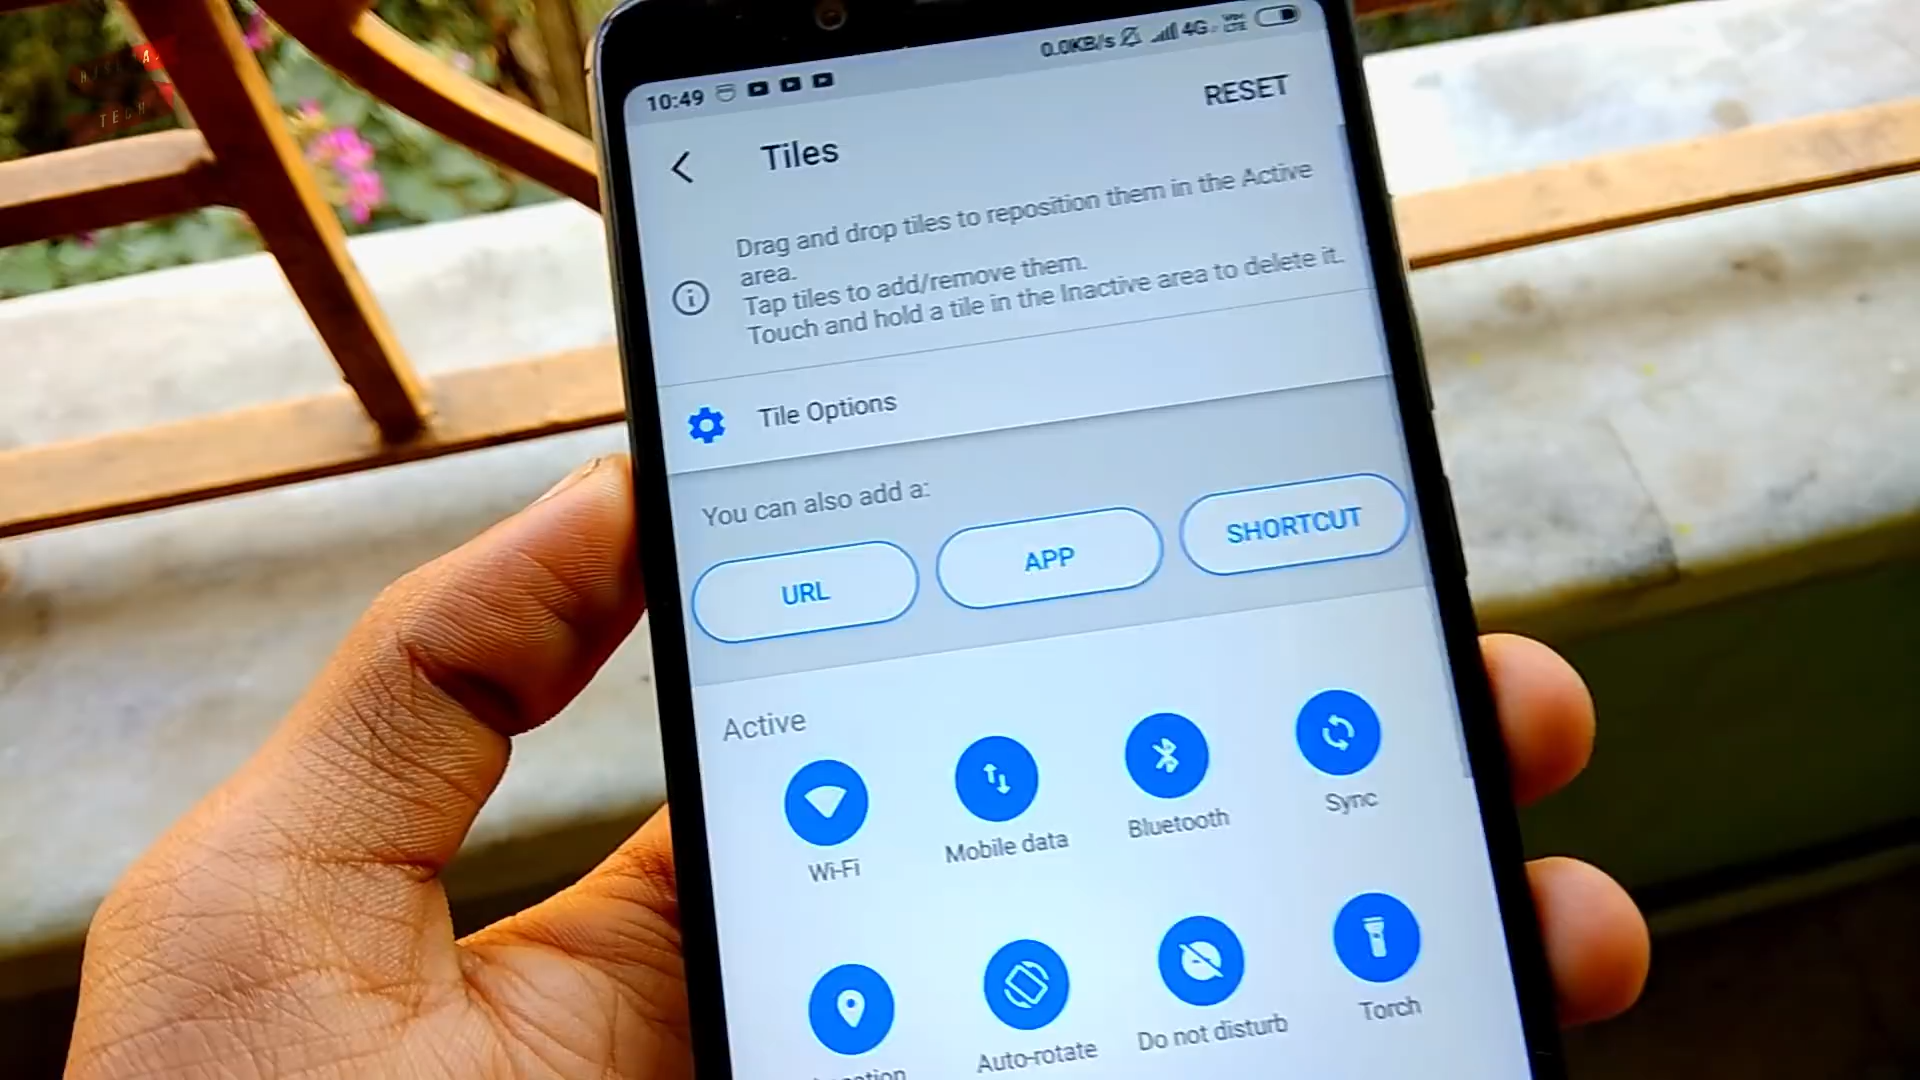 TECH
0.0KB/s 4G
10:49
RESET
Tiles
Drag and drop tiles to reposition them in the Active
area.
Tap tiles to add/remove them.
Touch and hold a tile in the Inactive area to delete it.
Tile Options
You can also add a:
URL
APP
SHORTCUT
Active
Wi-Fi
Mobile data
Bluetooth
Sync
Auto-rotate
Do not disturb
Torch